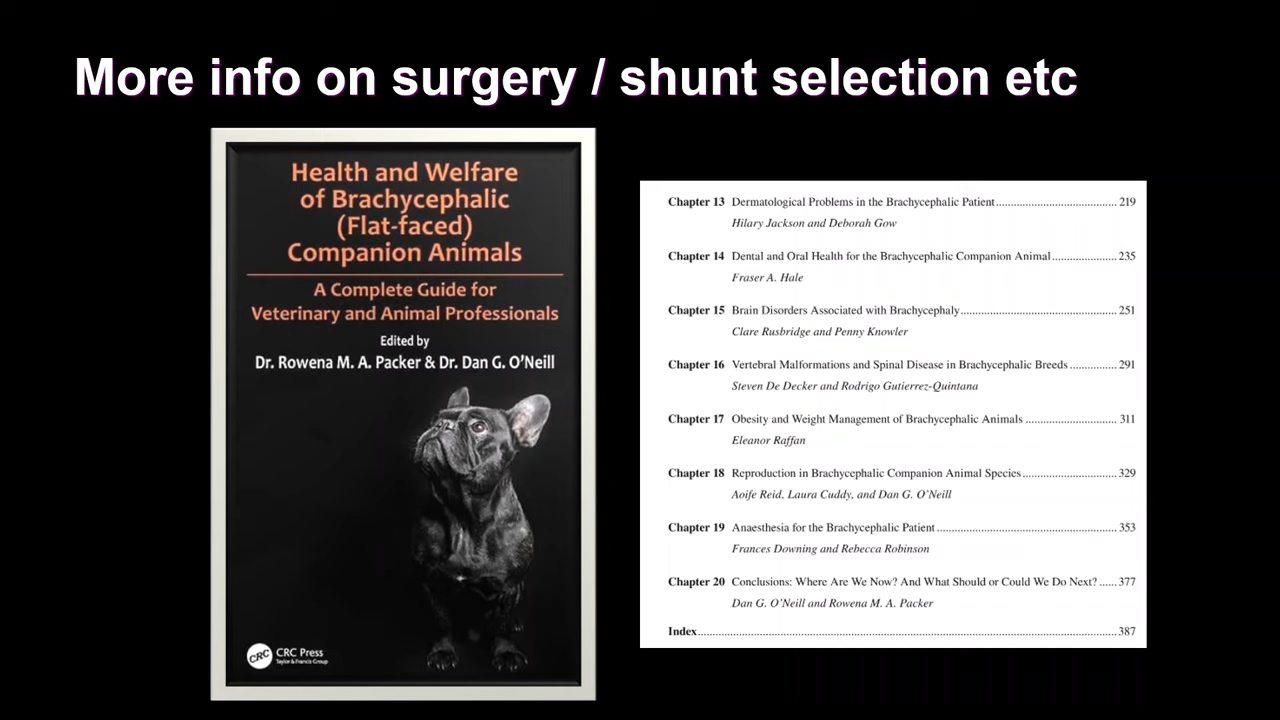 More info on surgery / shunt selection etc
Health and Welfare
of Brachycephalic
(Flat-faced)
Companion Animals
A Complete Guide for
Veterinary and Animal Professionals
Edited by
Dr. Rowena M. A. Packer & Dr. Dan G. O'Neill
CRC
CRC Press
Taylor & Francis Group
Chapter 13 Dermatological Problems in the Brachycephalic Patient 219
Hilary Jackson and Deborah Gow
Chapter 14 Dental and Oral Health for the Brachycephalic Companion Animal 235
Fraser A. Hale
Chapter 15 Brain Disorders Associated with Brachycephaly 251
Clare Rusbridge and Penny Knowler
Chapter 16 Vertebral Malformations and Spinal Disease in Brachycephalic Breeds 291
Steven De Decker and Rodrigo Gutierrez-Quintana
Chapter 17 Obesity and Weight Management of Brachycephalic Animals 311
Eleanor Raffan
Chapter 18 Reproduction in Brachycephalic Companion Animal Species 329
Aoife Reid, Laura Cuddy, and Dan G. O'Neill
Chapter 19 Anaesthesia for the Brachycephalic Patient 353
Frances Downing and Rebecca Robinson
Chapter 20 Conclusions: Where Are We Now? And What Should or Could We Do Next? 377
Dan G. O'Neill and Rowena M. A. Packer
Index 387